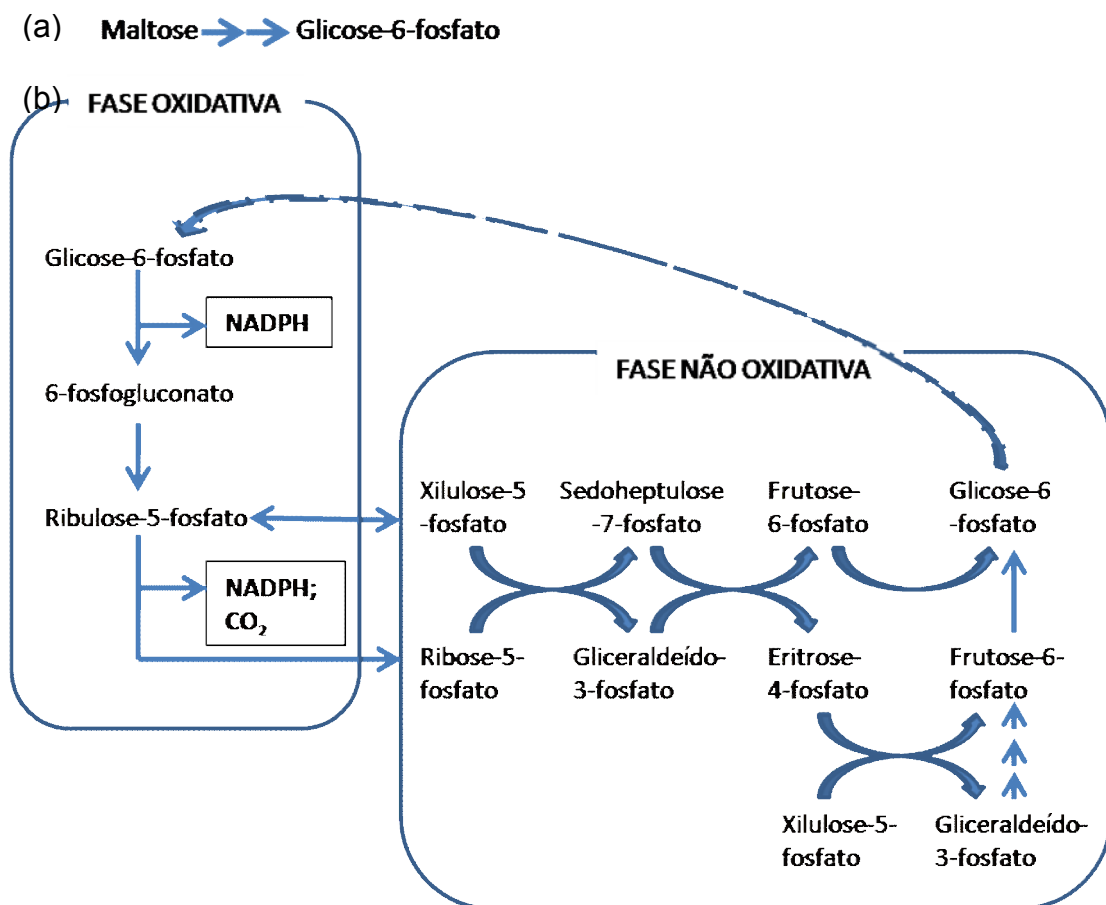 (a) Maltose Glicose-6-fosfato
(b) FASE OXIDATIVA
Glicose-6-fosfato
NADPH
6-fosfogluconato
Ribulose-5-fosfato
NADPH;
CO₂
FASE NÃO OXIDATIVA
Xilulose-5
-fosfato
Sedoheptulose
-7-fosfato
Frutose-
6-fosfato
Glicose-6
-fosfato
Ribose-5-
fosfato
Gliceraldeído-
3-fosfato
Eritrose-
4-fosfato
Frutose-6-
fosfato
Xilulose-5-
fosfato
Gliceraldeído-
3-fosfato